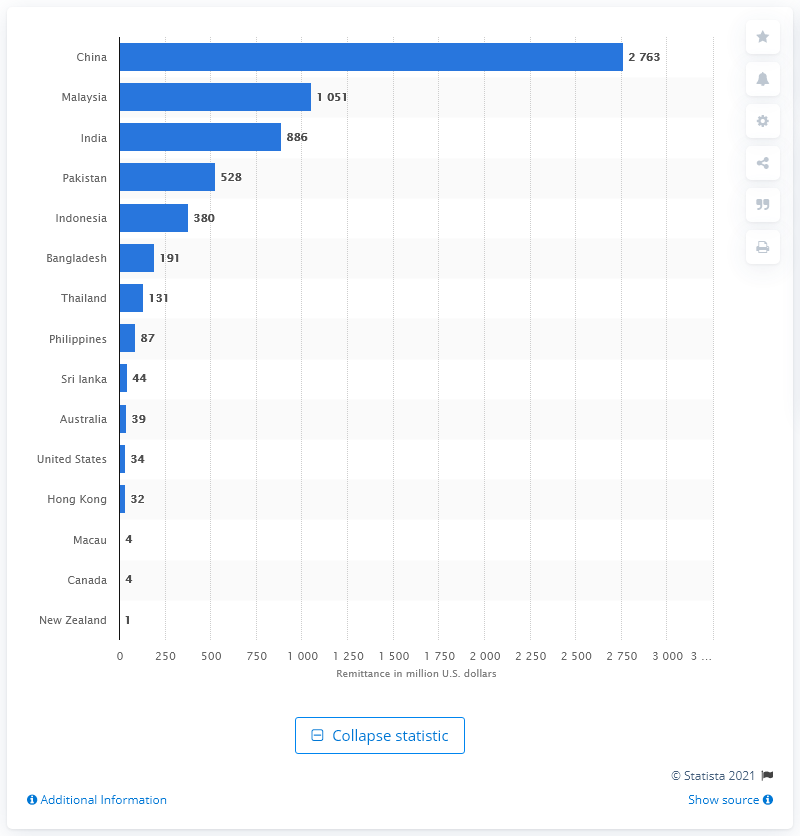 China 2 763
Malaysia 1 051
India 886
Pakistan 528
Indonesia 380
Bangladesh 191
Thailand 131
Philippines 87
Sri lanka 44
Australia 39
United States 34
Hong Kong 32
Macau 4
Canada 4
New Zealand 1
0 250 500 750 1 000 1 250 1 500 1 750 2 000 2 250 2 500 2 750 3 000 3 ...
Remittance in million U.S. dollars
Collapse statistic
© Statista 2021
Additional Information Show source